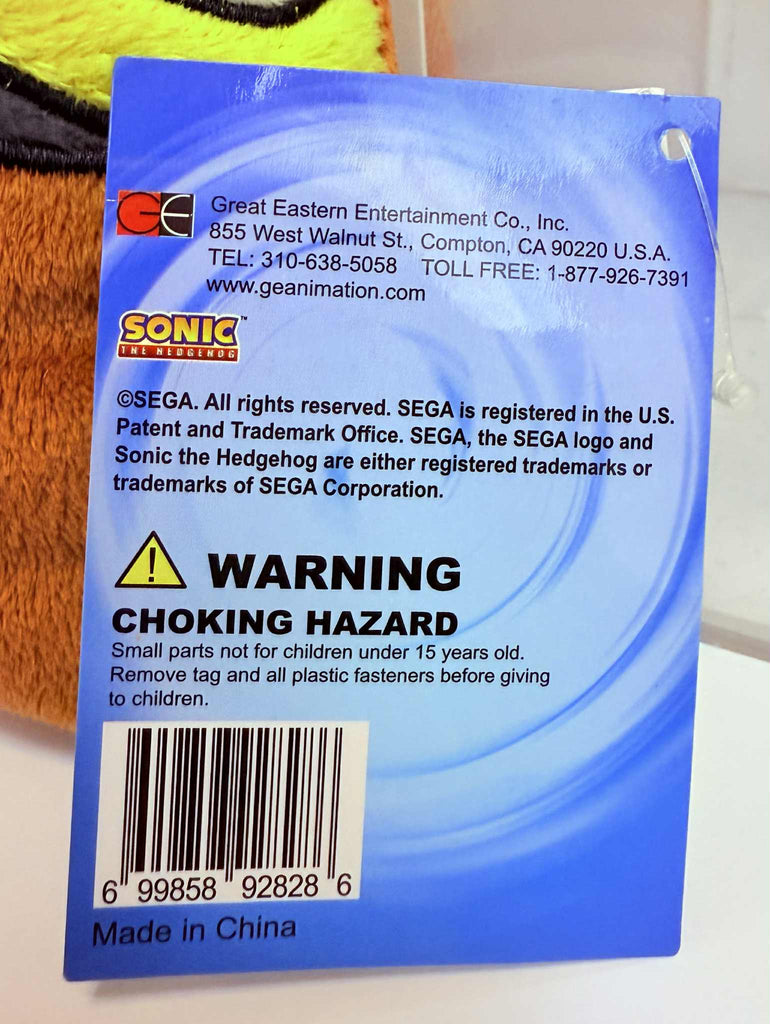 GE
Great Eastern Entertainment Co., Inc.
855 West Walnut St., Compton, CA 90220 U.S.A.
TEL: 310-638-5058 TOLL FREE: 1-877-926-7391
www.geanimation.com
SONIC™
THE HEDGEHOG
©SEGA. All rights reserved. SEGA is registered in the U.S.
Patent and Trademark Office. SEGA, the SEGA logo and
Sonic the Hedgehog are either registered trademarks or
trademarks of SEGA Corporation.
! WARNING
CHOKING HAZARD
Small parts not for children under 15 years old.
Remove tag and all plastic fasteners before giving
to children.
6 99858 92828 6
Made in China